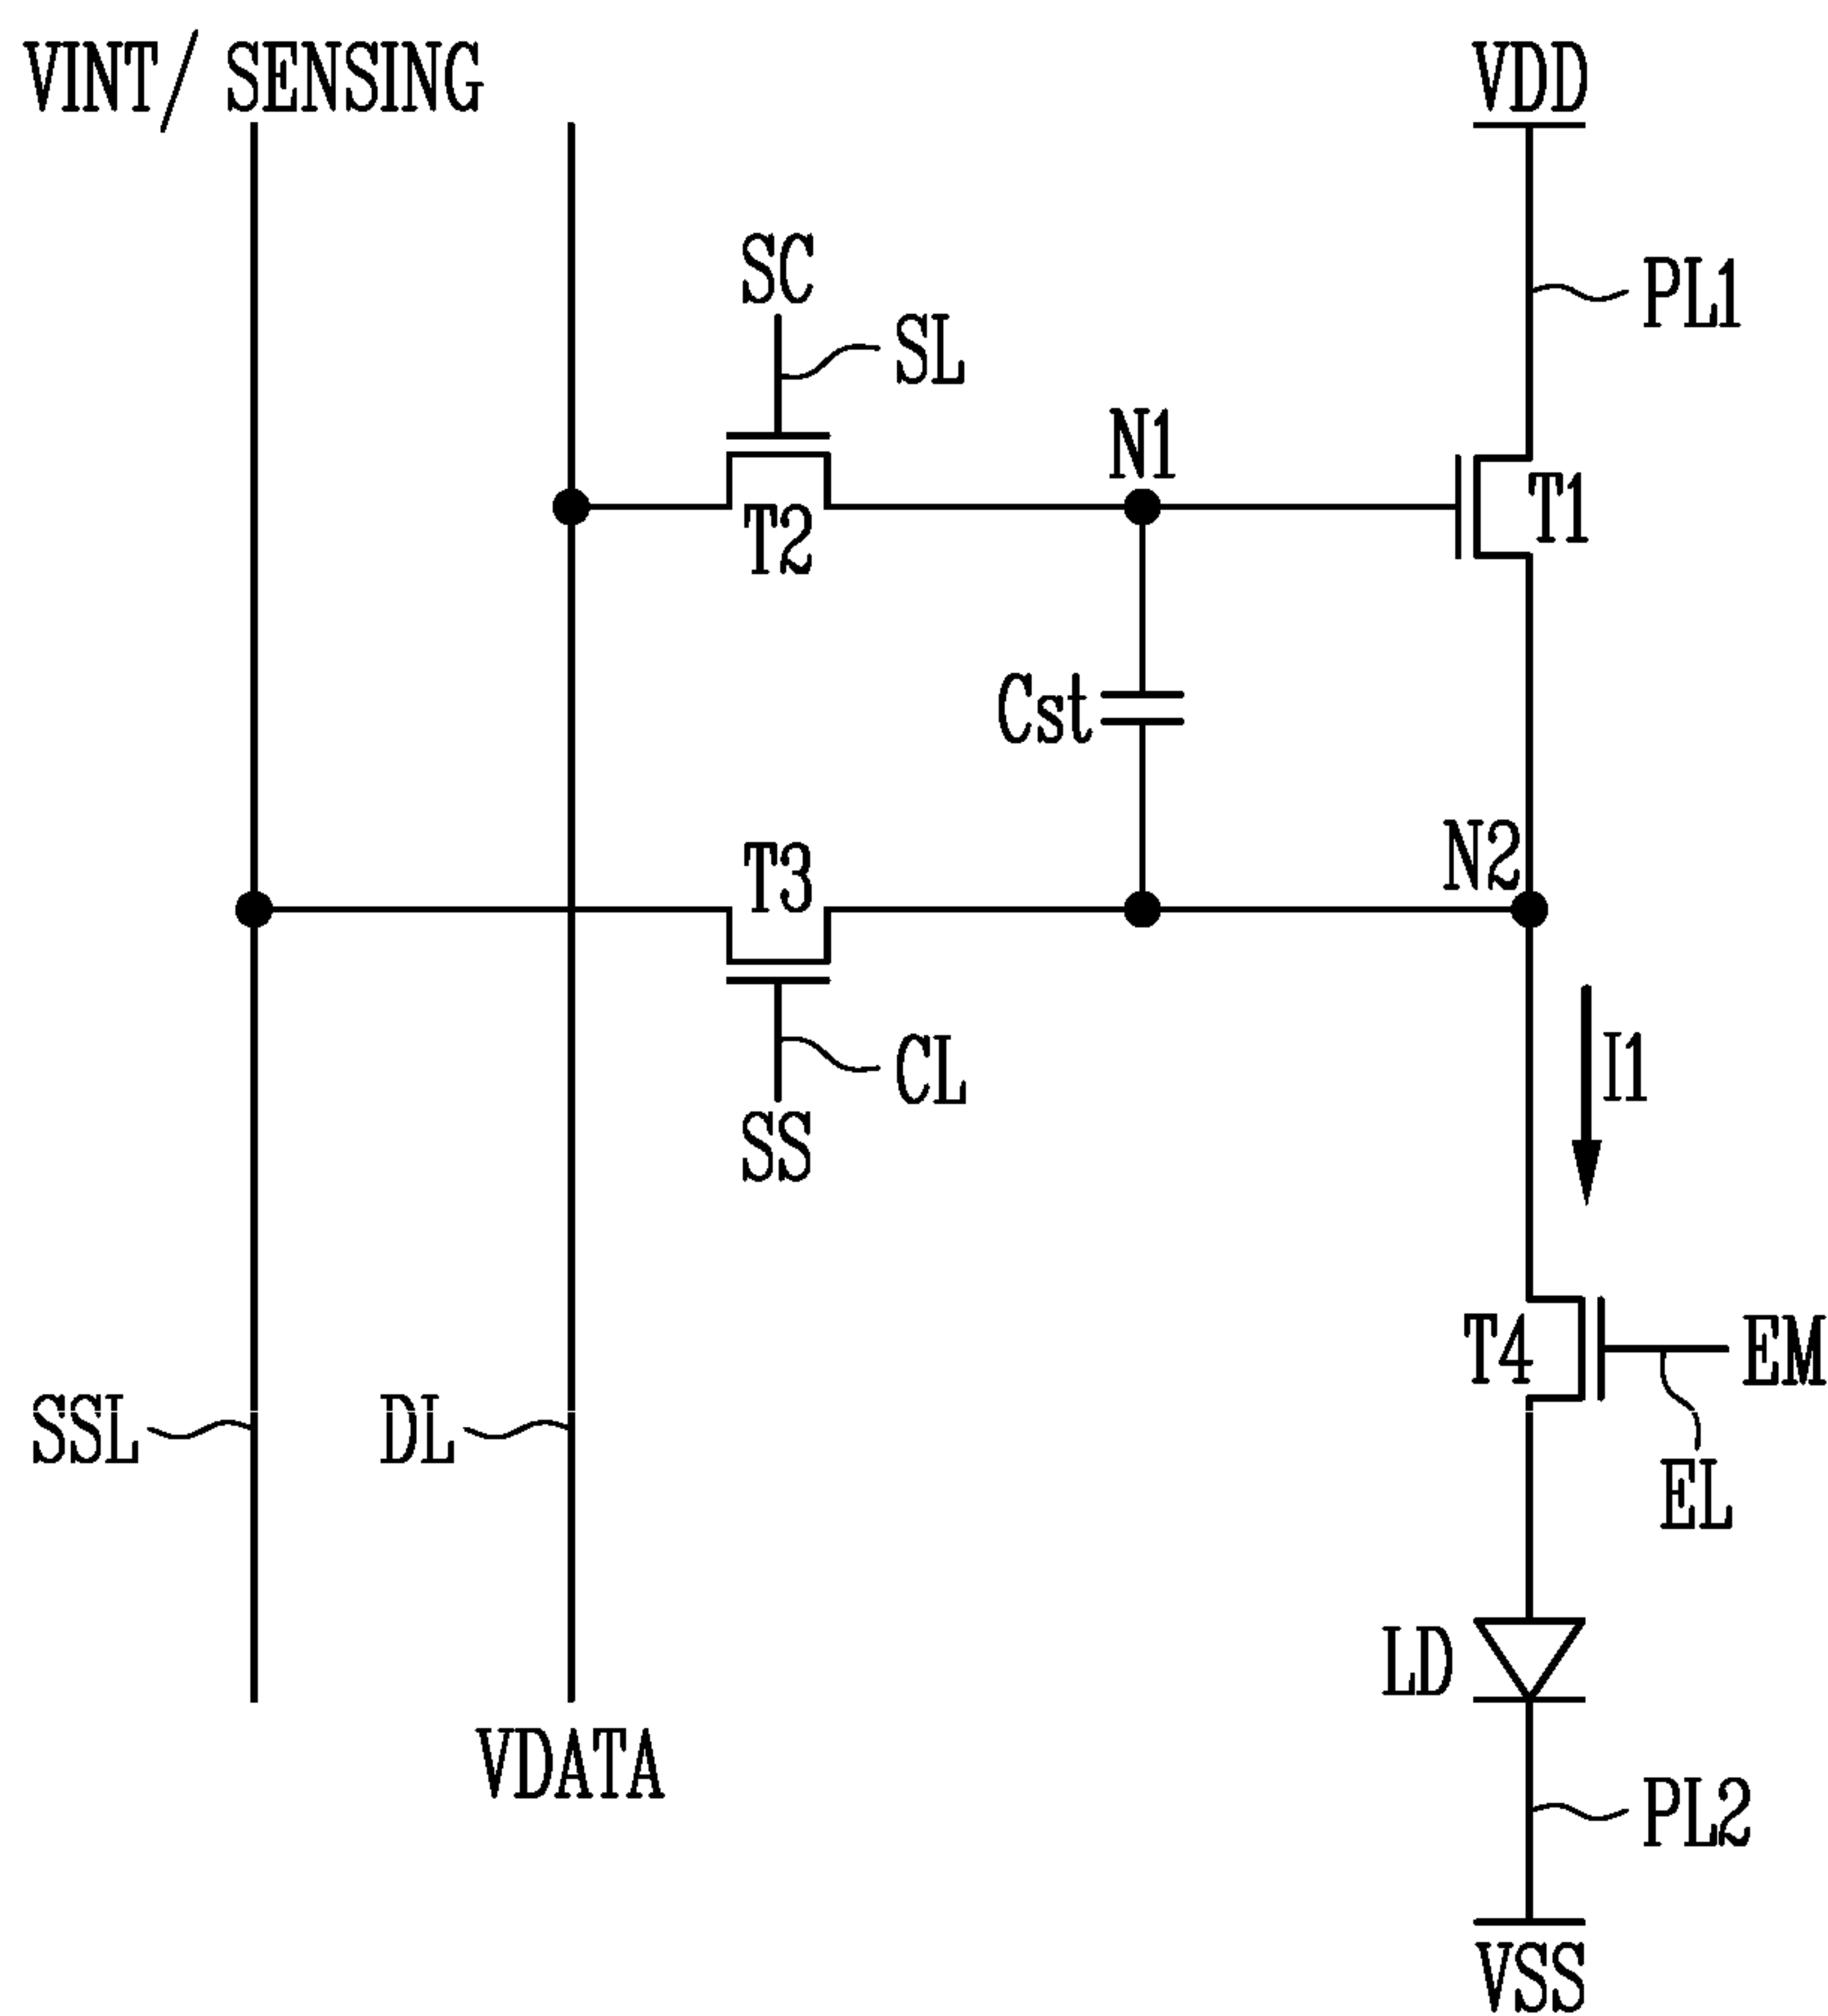 VINT/ SENSING
VDD
SC
PL1
SL
N1
T1
T2
Cst
N2
T3
I1
CL
SS
T4
EM
SSL
DL
EL
LD
VDATA
PL2
VSS